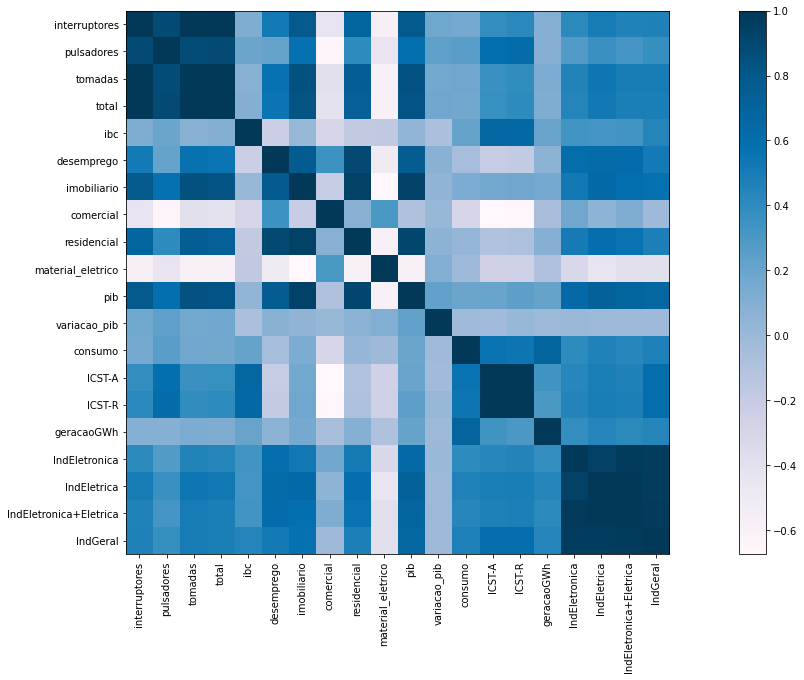 interruptores
pulsadores
tomadas
total
ibc
desemprego
imobiliario
comercial
residencial
material_eletrico
pib
variacao_pib
consumo
ICST-A
ICST-R
geracaoGWh
IndEletronica
IndEletrica
IndEletronica+Eletrica
IndGeral
interruptores
pulsadores
tomadas
total
ibc
desemprego
imobiliario
comercial
residencial
material_eletrico
pib
variacao_pib
consumo
ICST-A
ICST-R
geracaoGWh
IndEletronica
IndEletrica
IndEletronica+Eletrica
IndGeral
1.0
0.8
0.6
0.4
0.2
0.0
−0.2
−0.4
−0.6